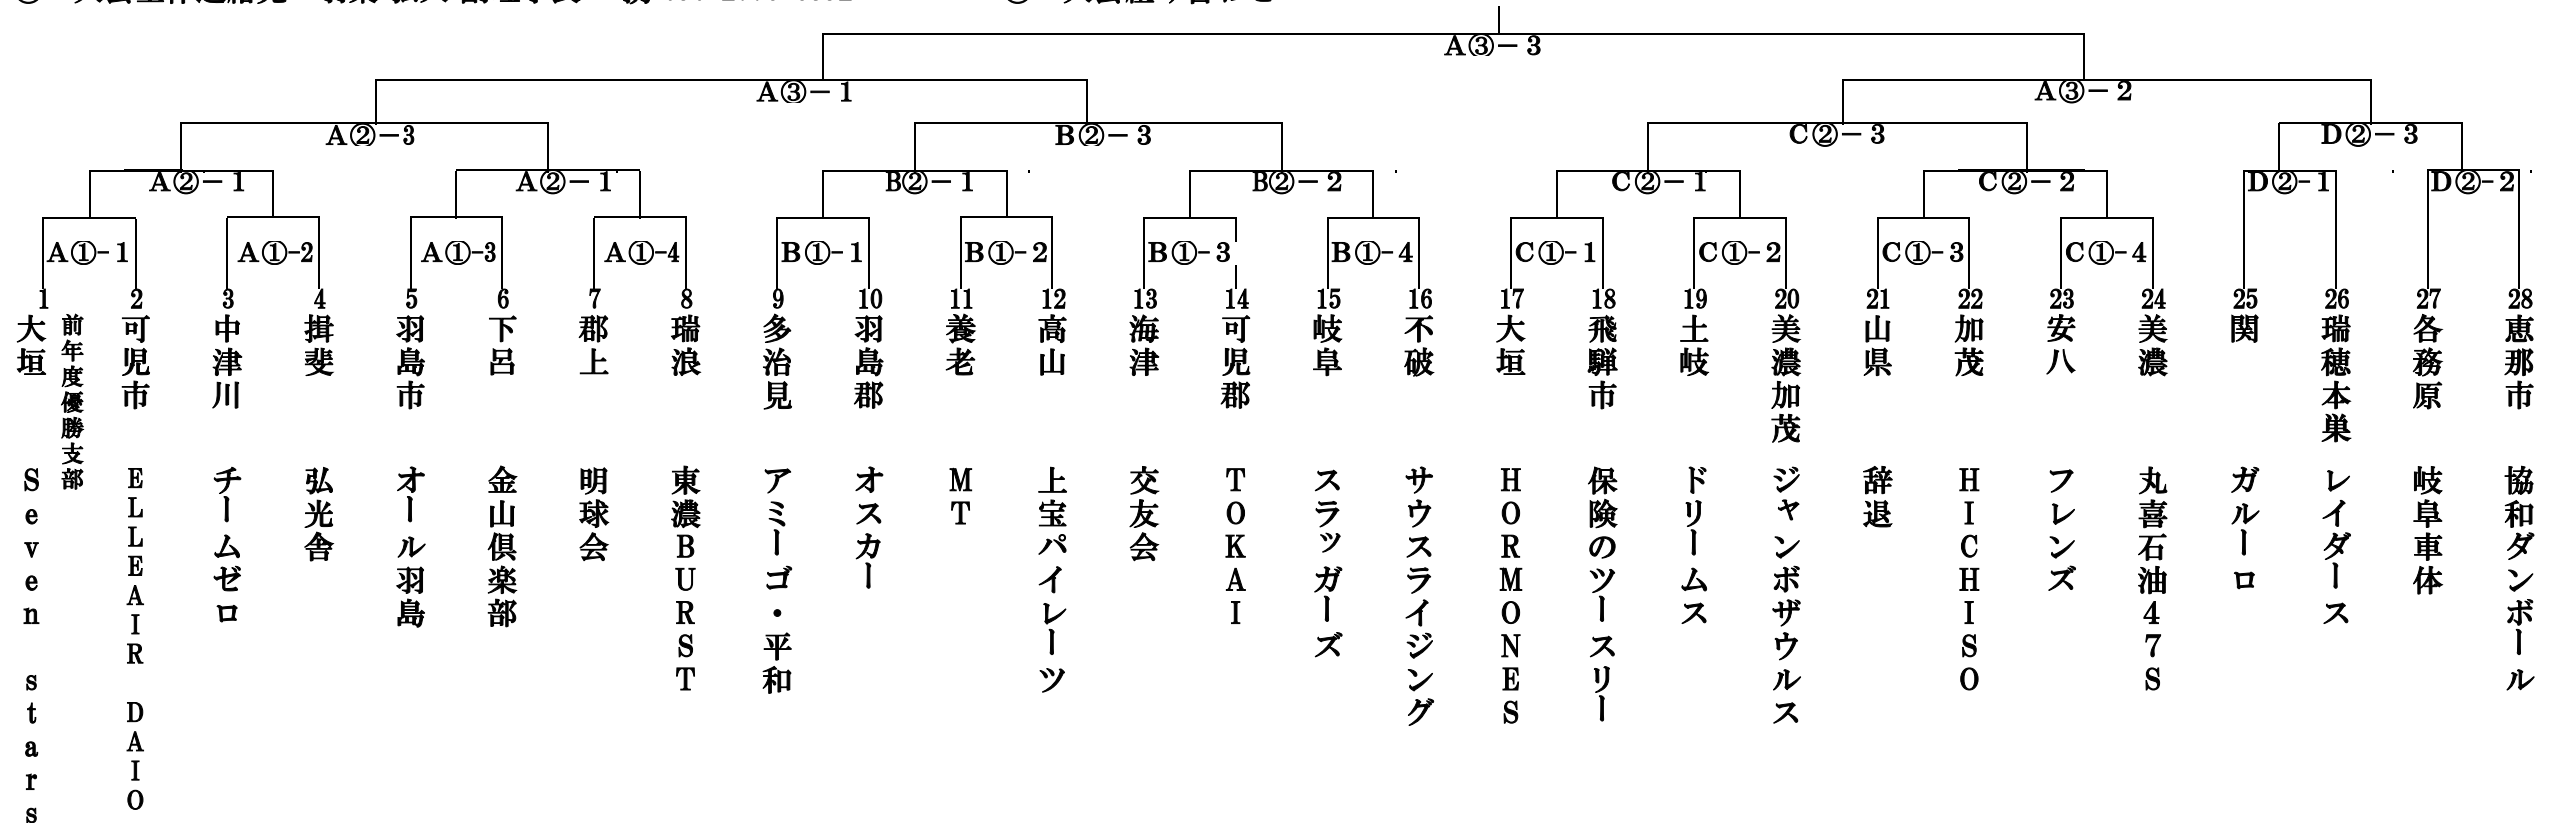 A③－3
A③－1
A③－2
A②－3
B②－3
C②－3
D②－3
A②－1
A②－1
B②－1
B②－2
C②－1
C②－2
D②-1
D②-2
A①-1
A①-2
A①-3
A①-4
B①-1
B①-2
B①-3
B①-4
C①-1
C①-2
C①-3
C①-4
1 大垣 Seven stars
前年度優勝支部
2 可児市 ELLEAIR DAIO
3 中津川 チームゼロ
4 揖斐 弘光舎
5 羽島市 オール羽島
6 下呂 金山倶楽部
7 郡上 明球会
8 瑞浪 東濃BURST
9 多治見 アミーゴ・平和
10 羽島郡 オスカー
11 養老 MT
12 高山 上宝パイレーツ
13 海津 交友会
14 可児郡 TOKAI
15 岐阜 スラッガーズ
16 不破 サウスライジング
17 大垣 HORMONES
18 飛騨市 保険のツースリー
19 土岐 ドリームス
20 美濃加茂 ジャンボザウルス
21 山県 辞退
22 加茂 HICHISO
23 安八 フレンズ
24 美濃 丸喜石油47S
25 関 ガルーロ
26 瑞穂本巣 レイダース
27 各務原 岐阜車体
28 恵那市 協和ダンボール